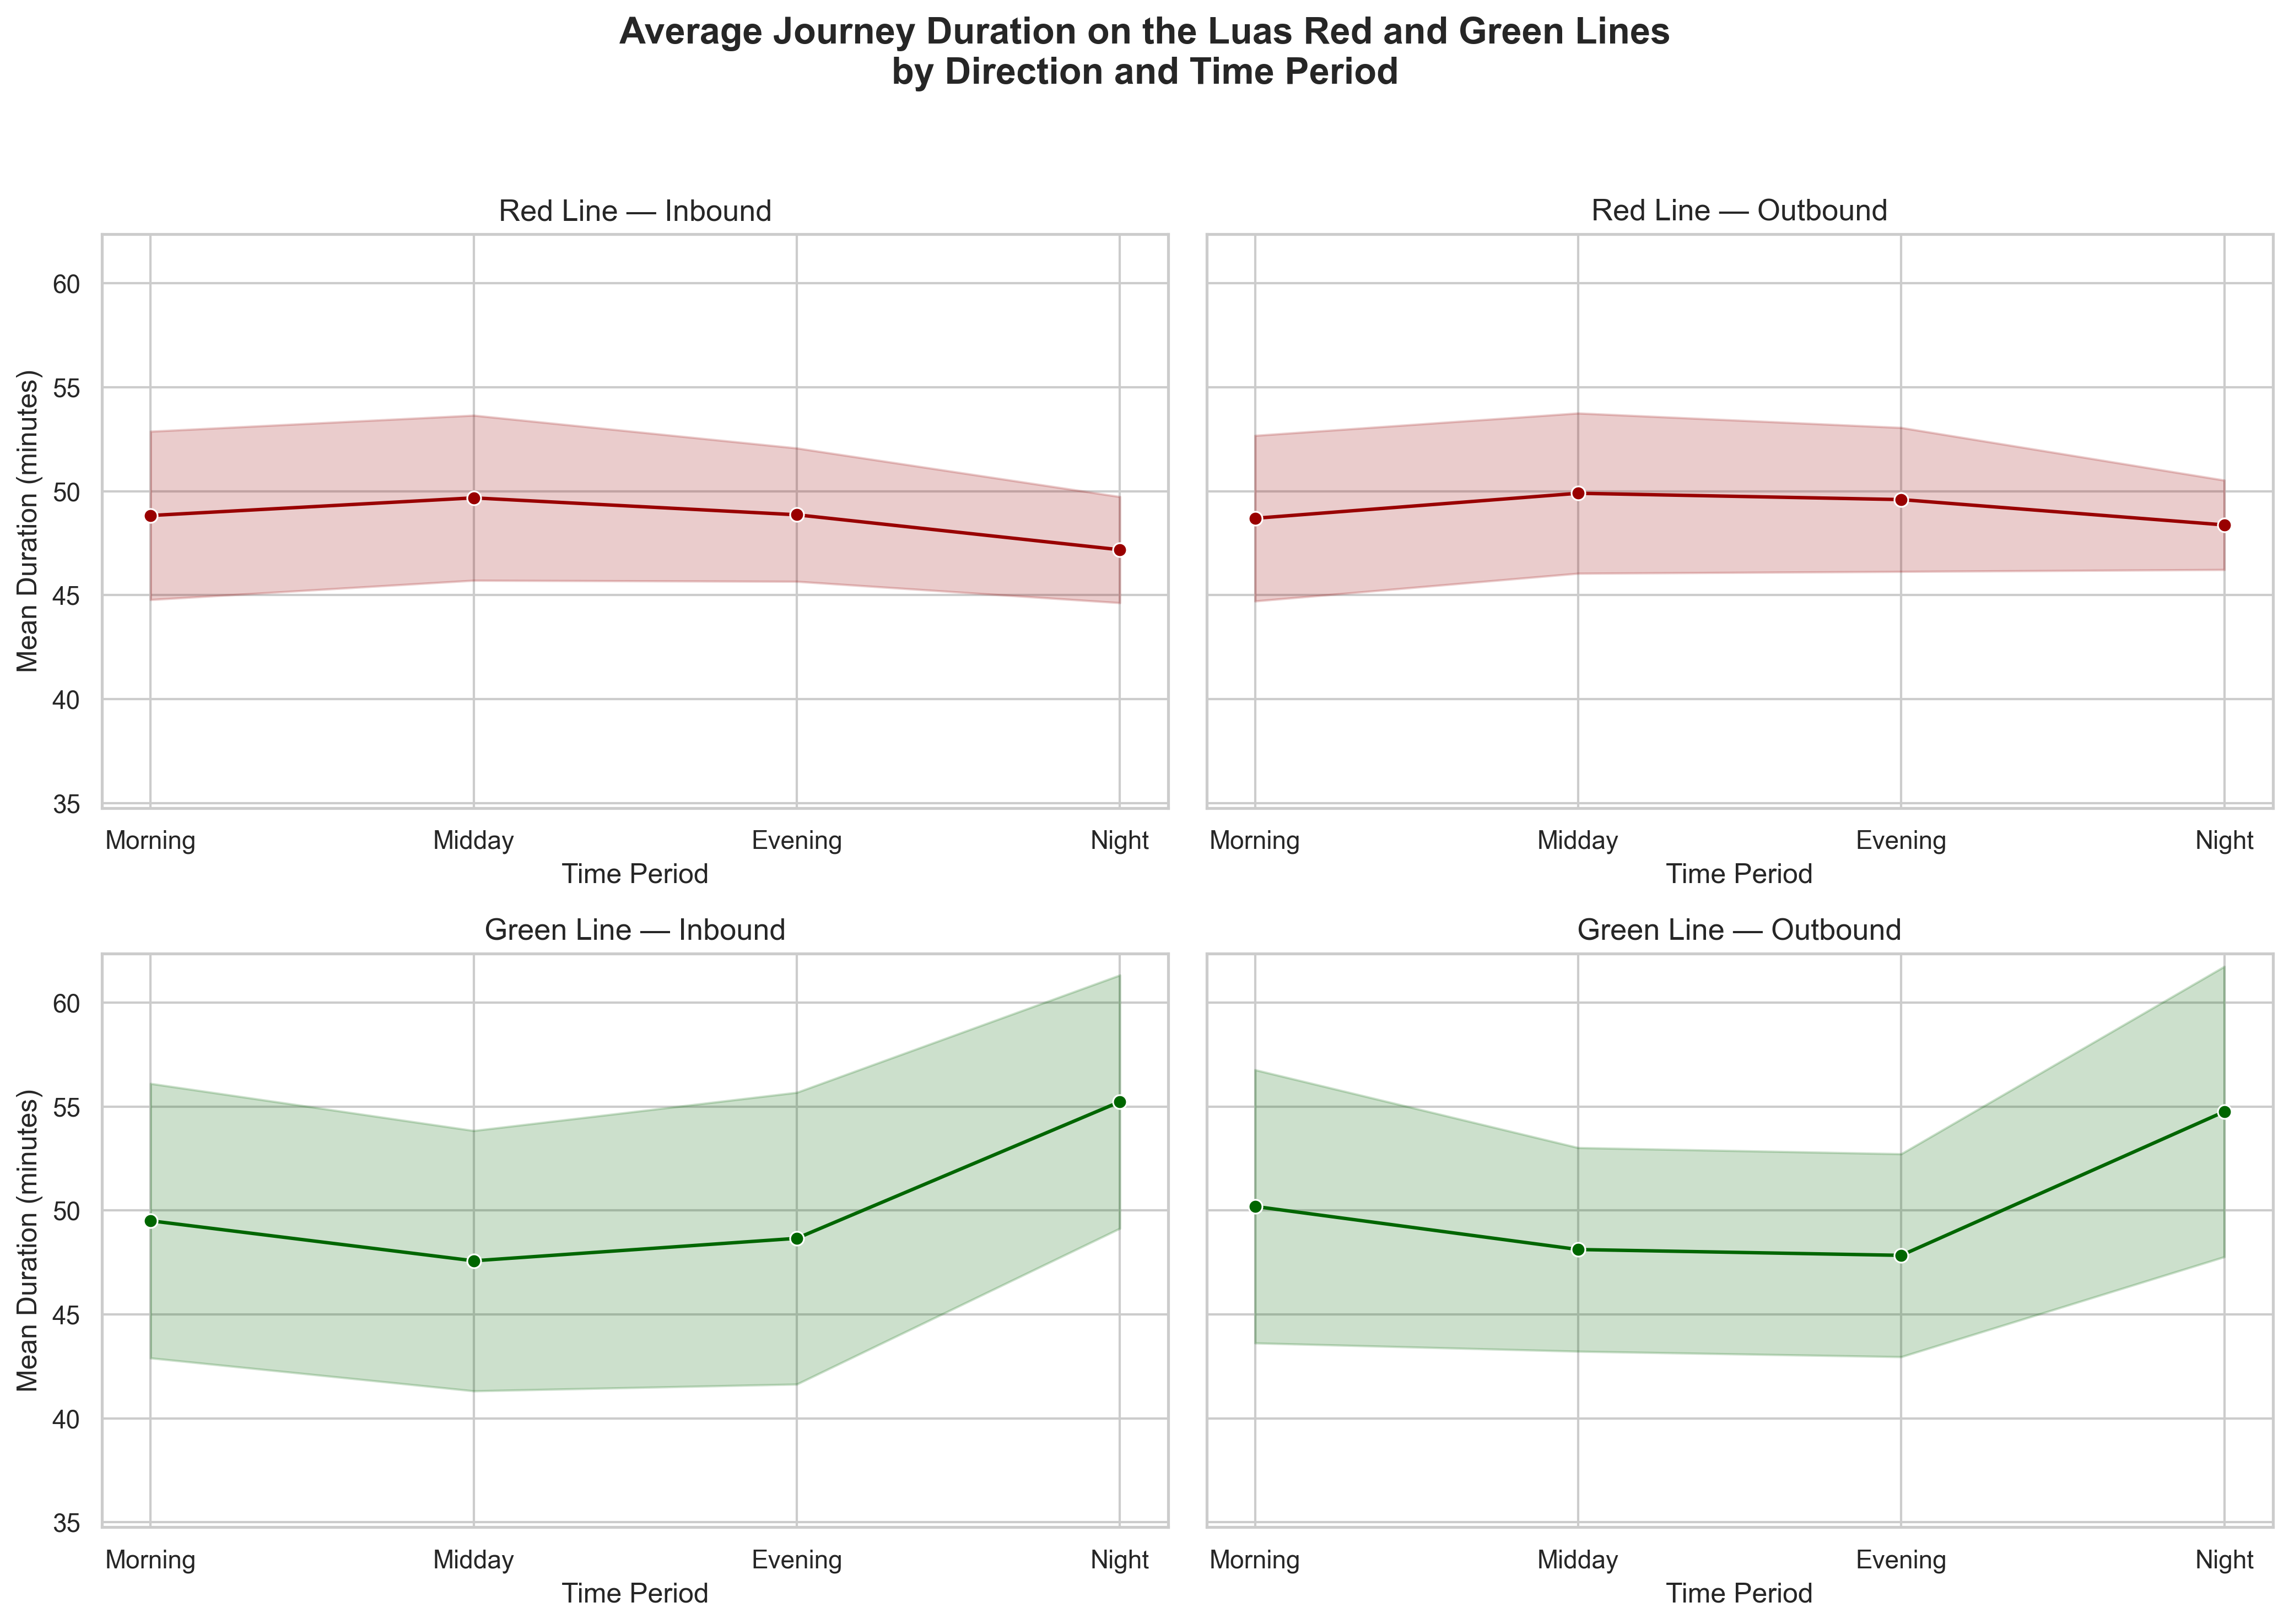 Average Journey Duration on the Luas Red and Green Lines
by Direction and Time Period
Red Line — Inbound
Mean Duration (minutes)
60
55
50
45
40
35
Morning
Midday
Evening
Night
Time Period
Red Line — Outbound
Morning
Midday
Evening
Night
Time Period
Green Line — Inbound
Mean Duration (minutes)
60
55
50
45
40
35
Morning
Midday
Evening
Night
Time Period
Green Line — Outbound
Morning
Midday
Evening
Night
Time Period